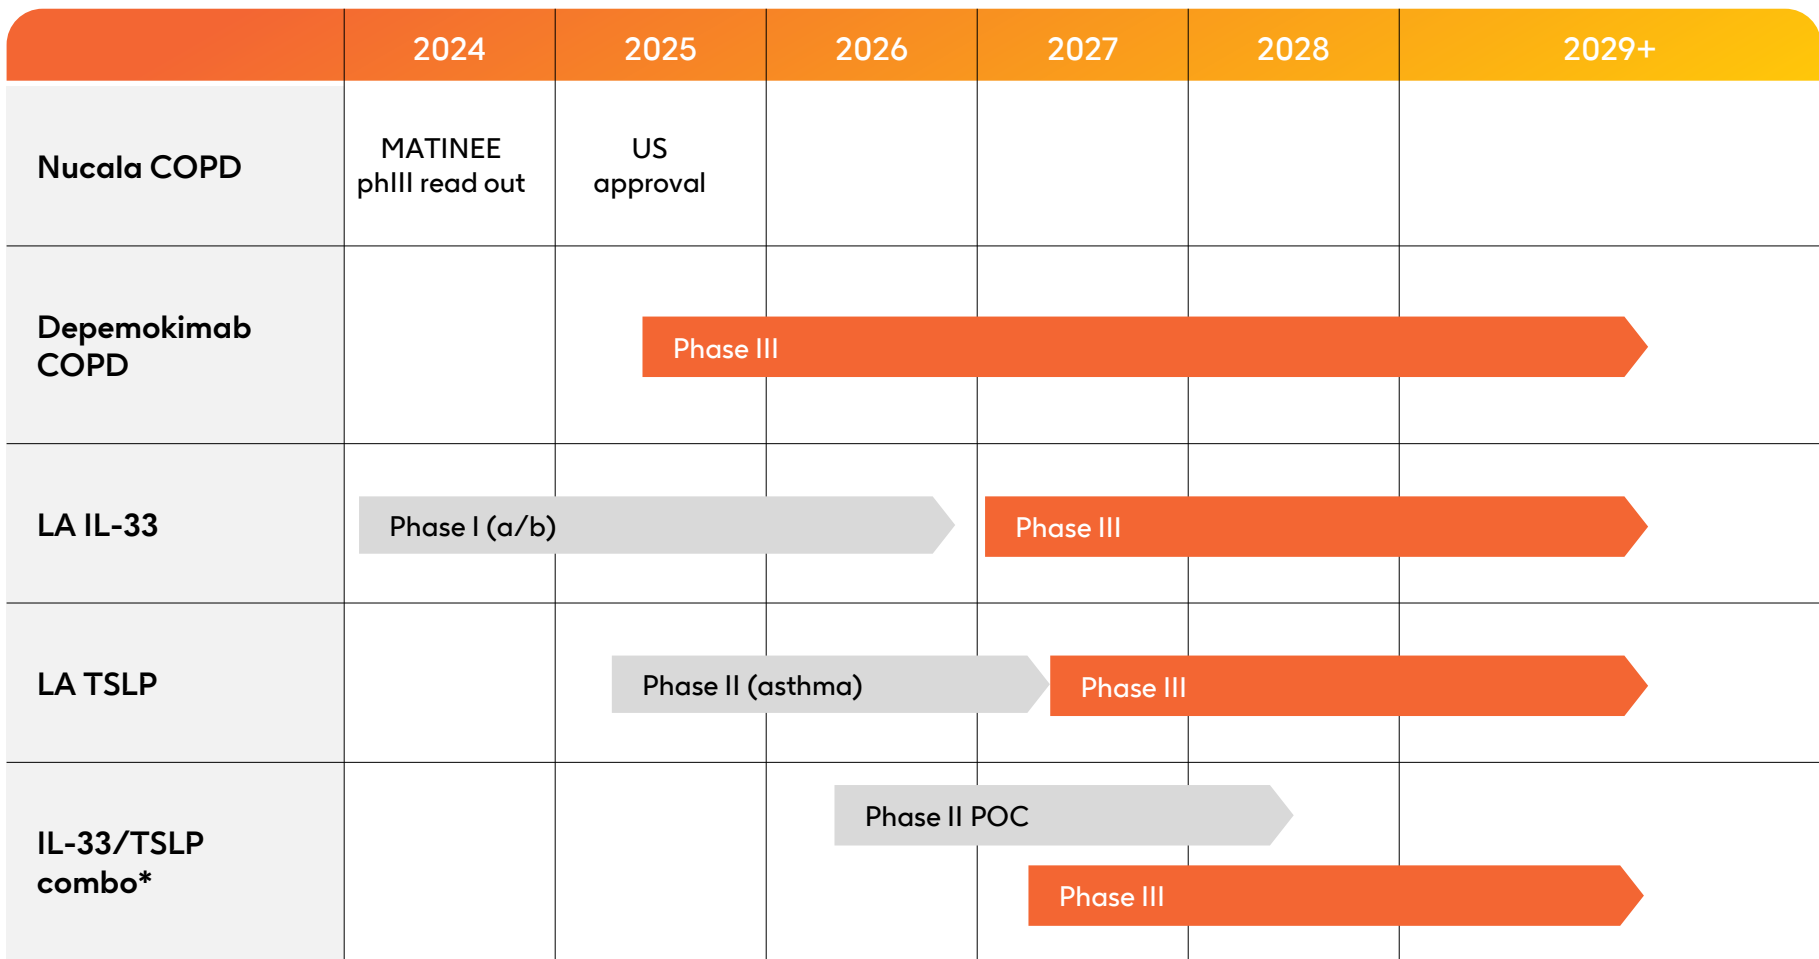 2024 2025 2026 2027 2028 2029+
Nucala COPD
MATINEE
phIII read out
US
approval
Depemokimab
COPD
Phase III
LA IL-33
Phase I (a/b)
Phase III
LA TSLP
Phase II (asthma)
Phase III
IL-33/TSLP
combo*
Phase II POC
Phase III